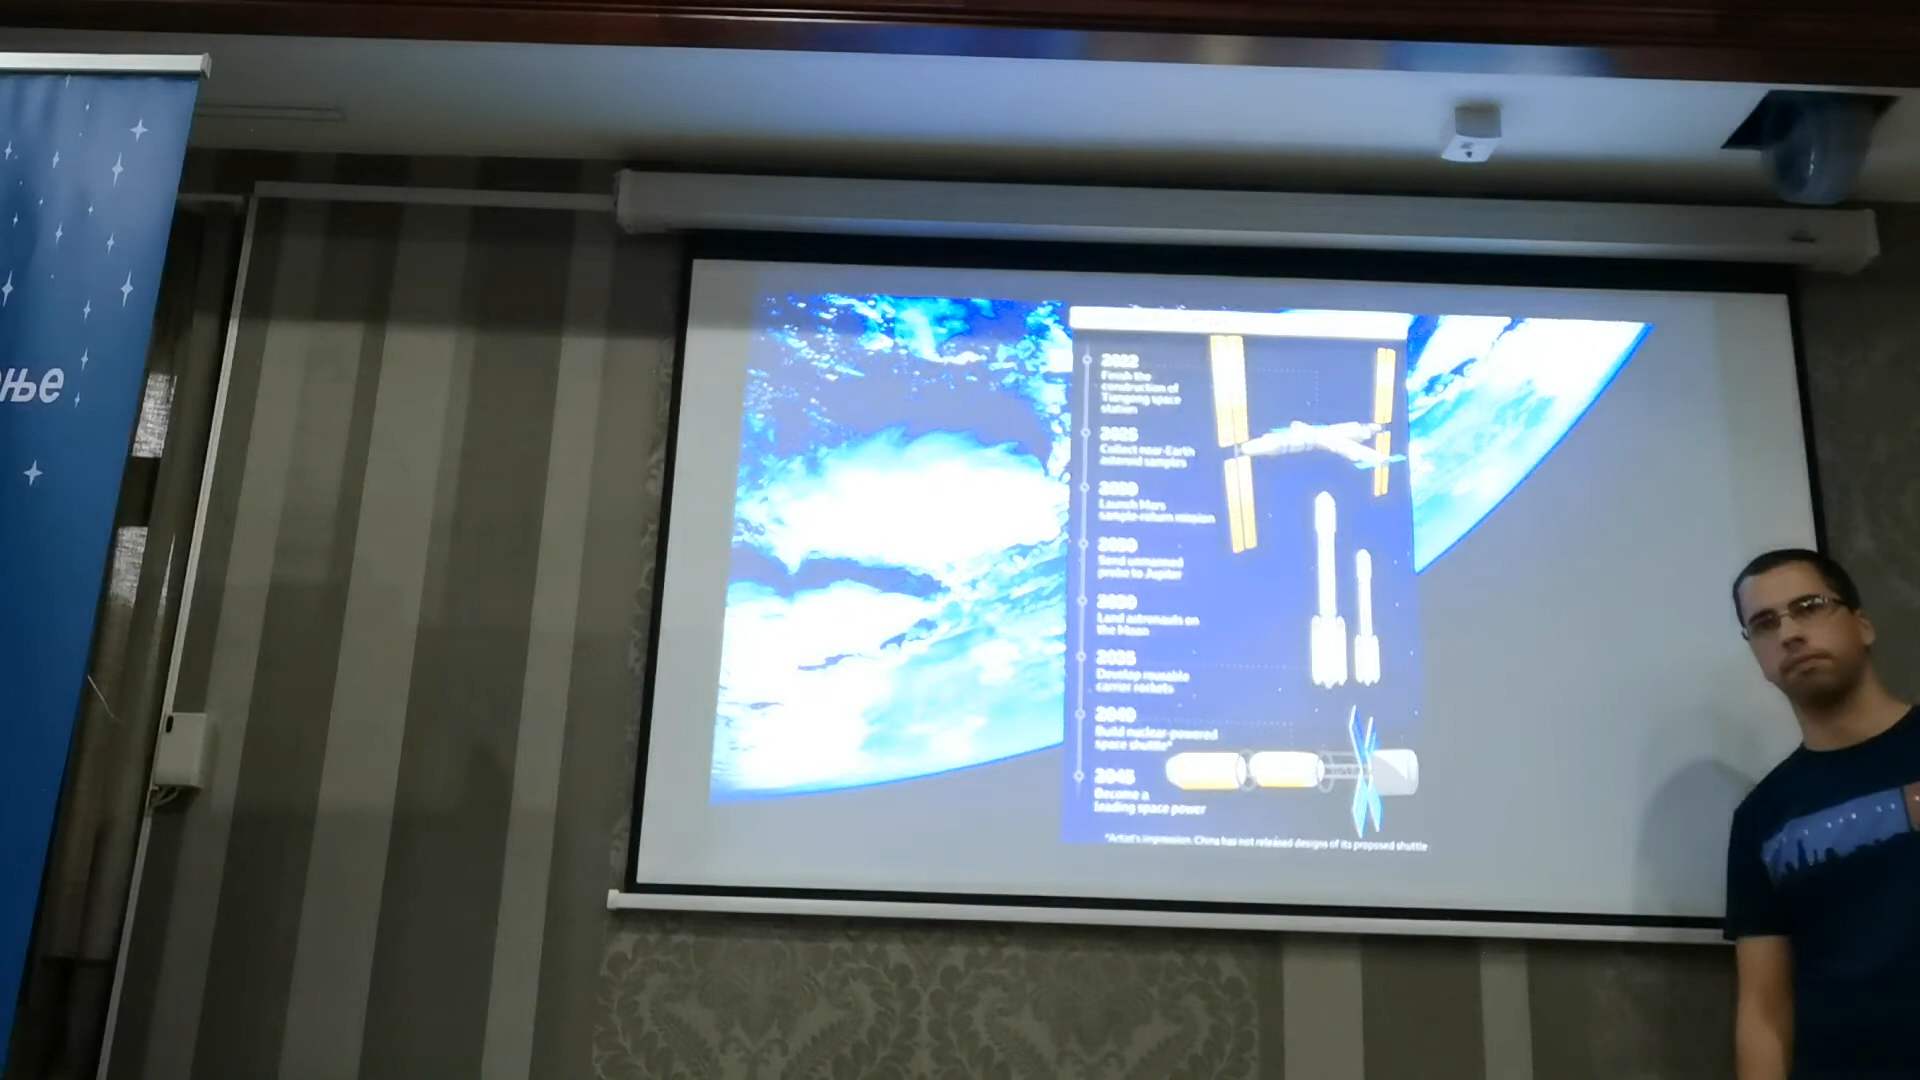 ње
2022
Finish the
construction of
Tiangong space
station
2025
Collect near-Earth
asteroid samples
2030
Launch Mars
sample-return mission
2030
Send unmanned
probe to Jupiter
2030
Land astronauts on
the Moon
2035
Develop reusable
carrier rockets
2040
Build nuclear-powered
space shuttle*
2045
Become a
leading space power
*Artist's impression. China has not released designs of its proposed shuttle